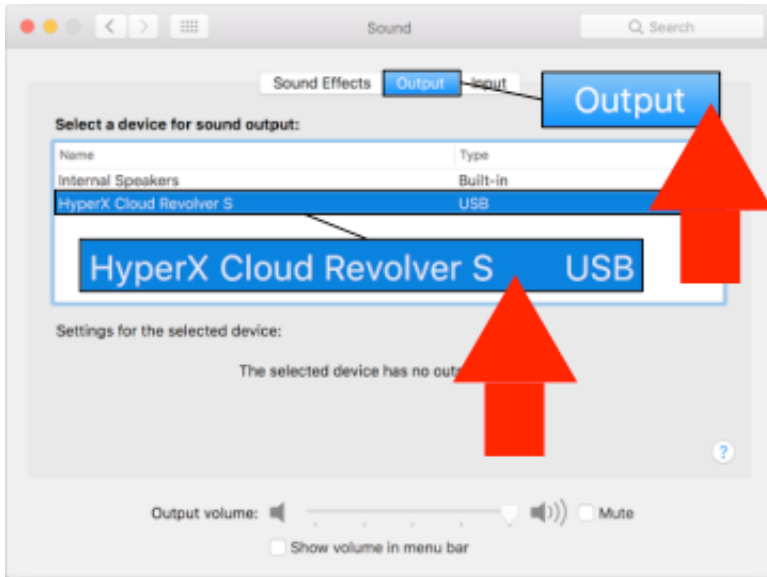 Sound
Search
Sound Effects Output Input
Output
Select a device for sound output:
Name Type
Internal Speakers Built-in
HyperX Cloud Revolver S USB
HyperX Cloud Revolver S USB
Settings for the selected device:
The selected device has no
?
Output volume: Mute
Show volume in menu bar